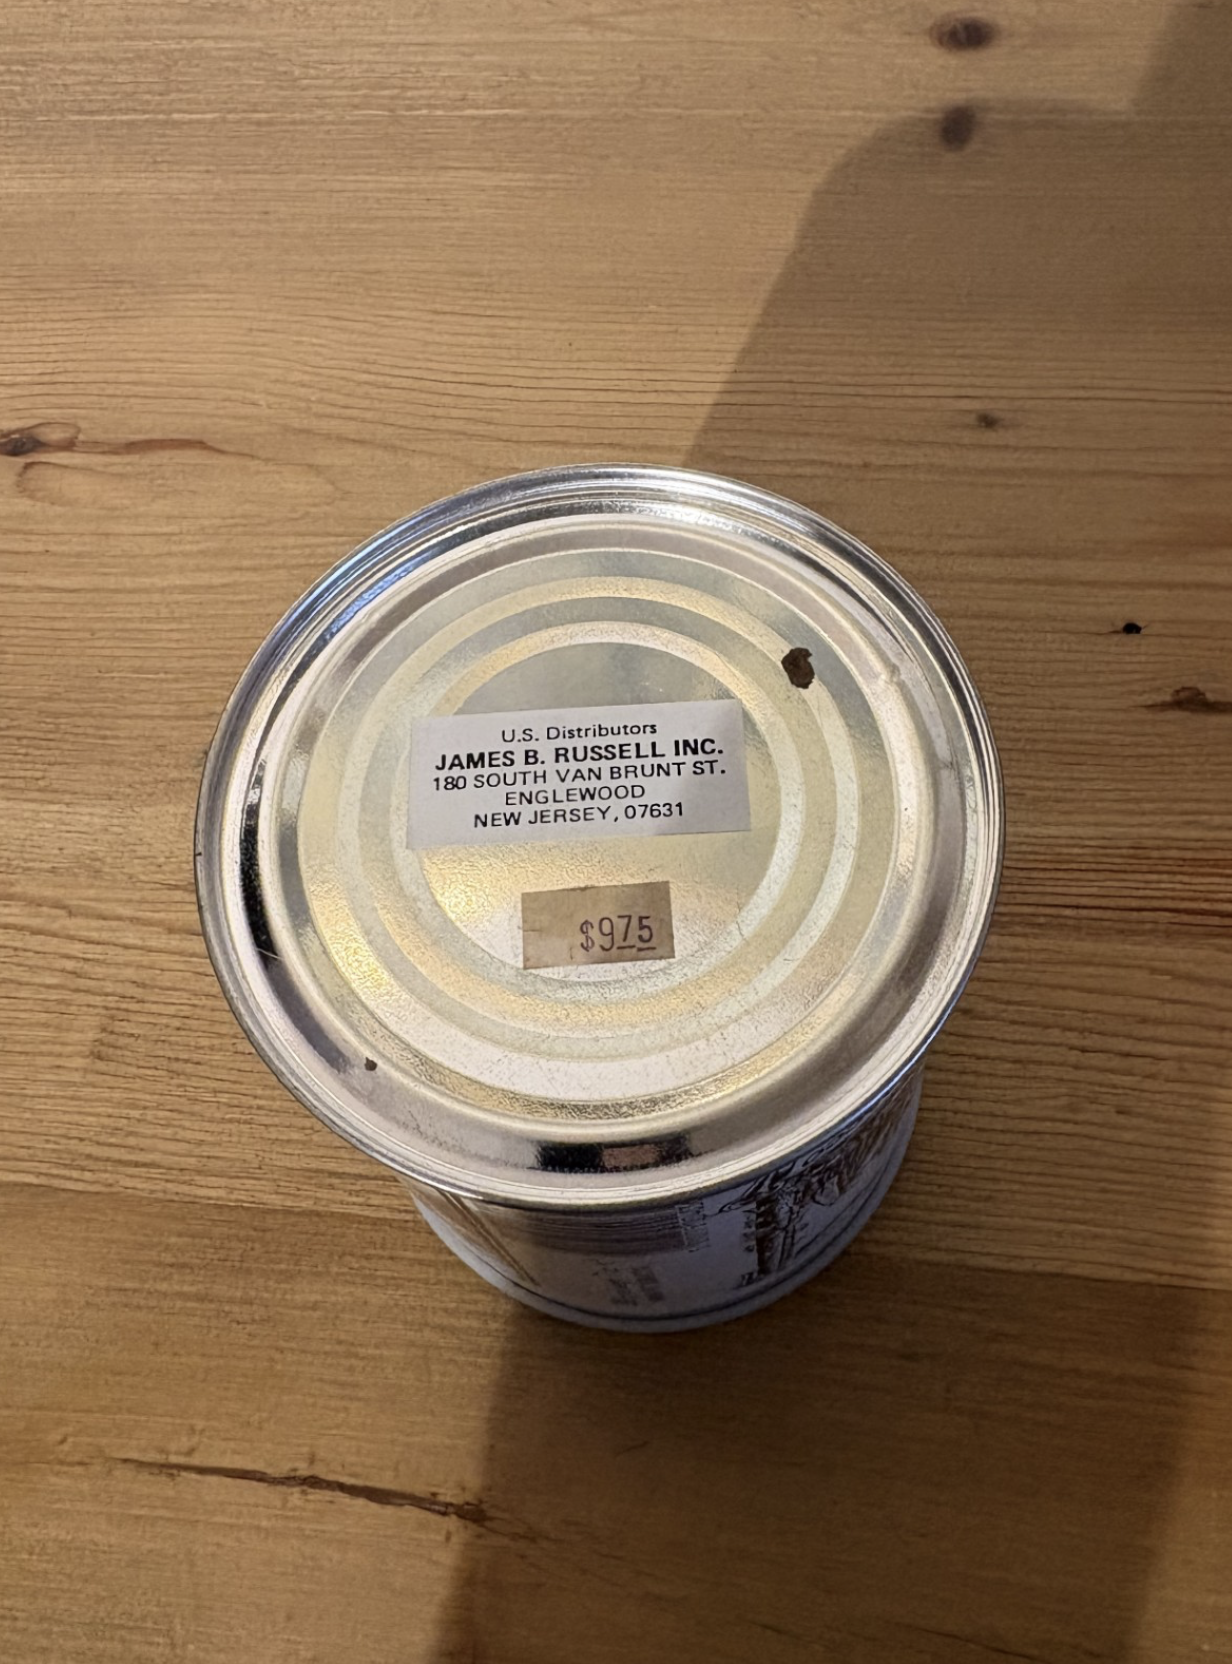 U.S. Distributors
JAMES B. RUSSELL INC.
180 SOUTH VAN BRUNT ST.
ENGLEWOOD
NEW JERSEY, 07631
$975